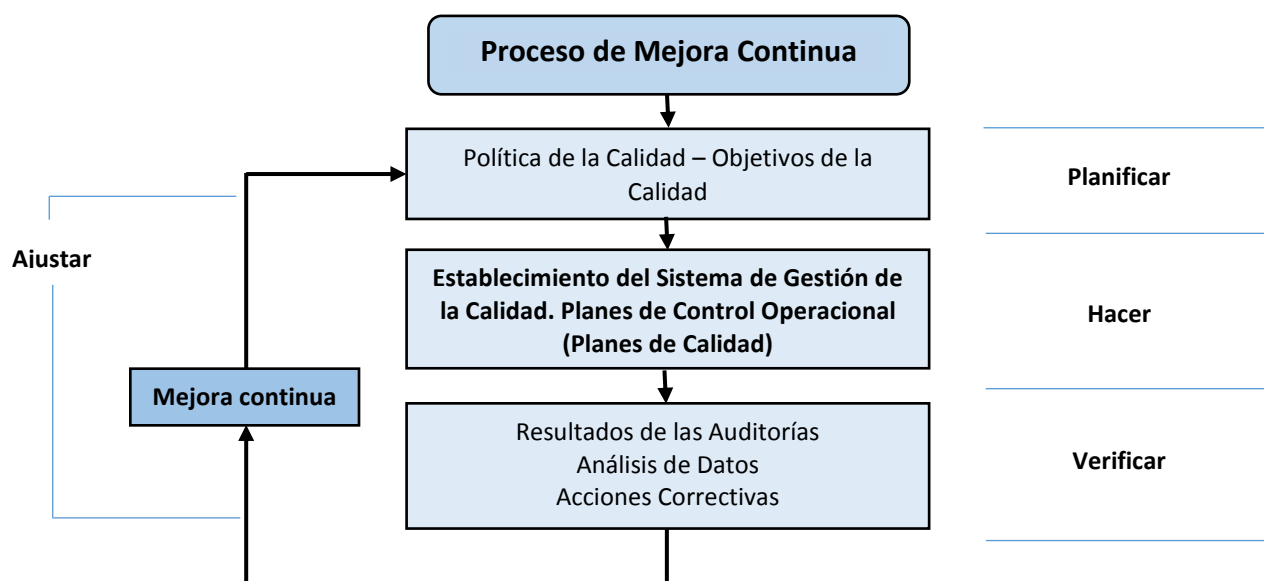 Proceso de Mejora Continua
Política de la Calidad – Objetivos de la
Calidad
Planificar
Ajustar
Establecimiento del Sistema de Gestión de
la Calidad. Planes de Control Operacional
(Planes de Calidad)
Hacer
Mejora continua
Resultados de las Auditorías
Análisis de Datos
Acciones Correctivas
Verificar